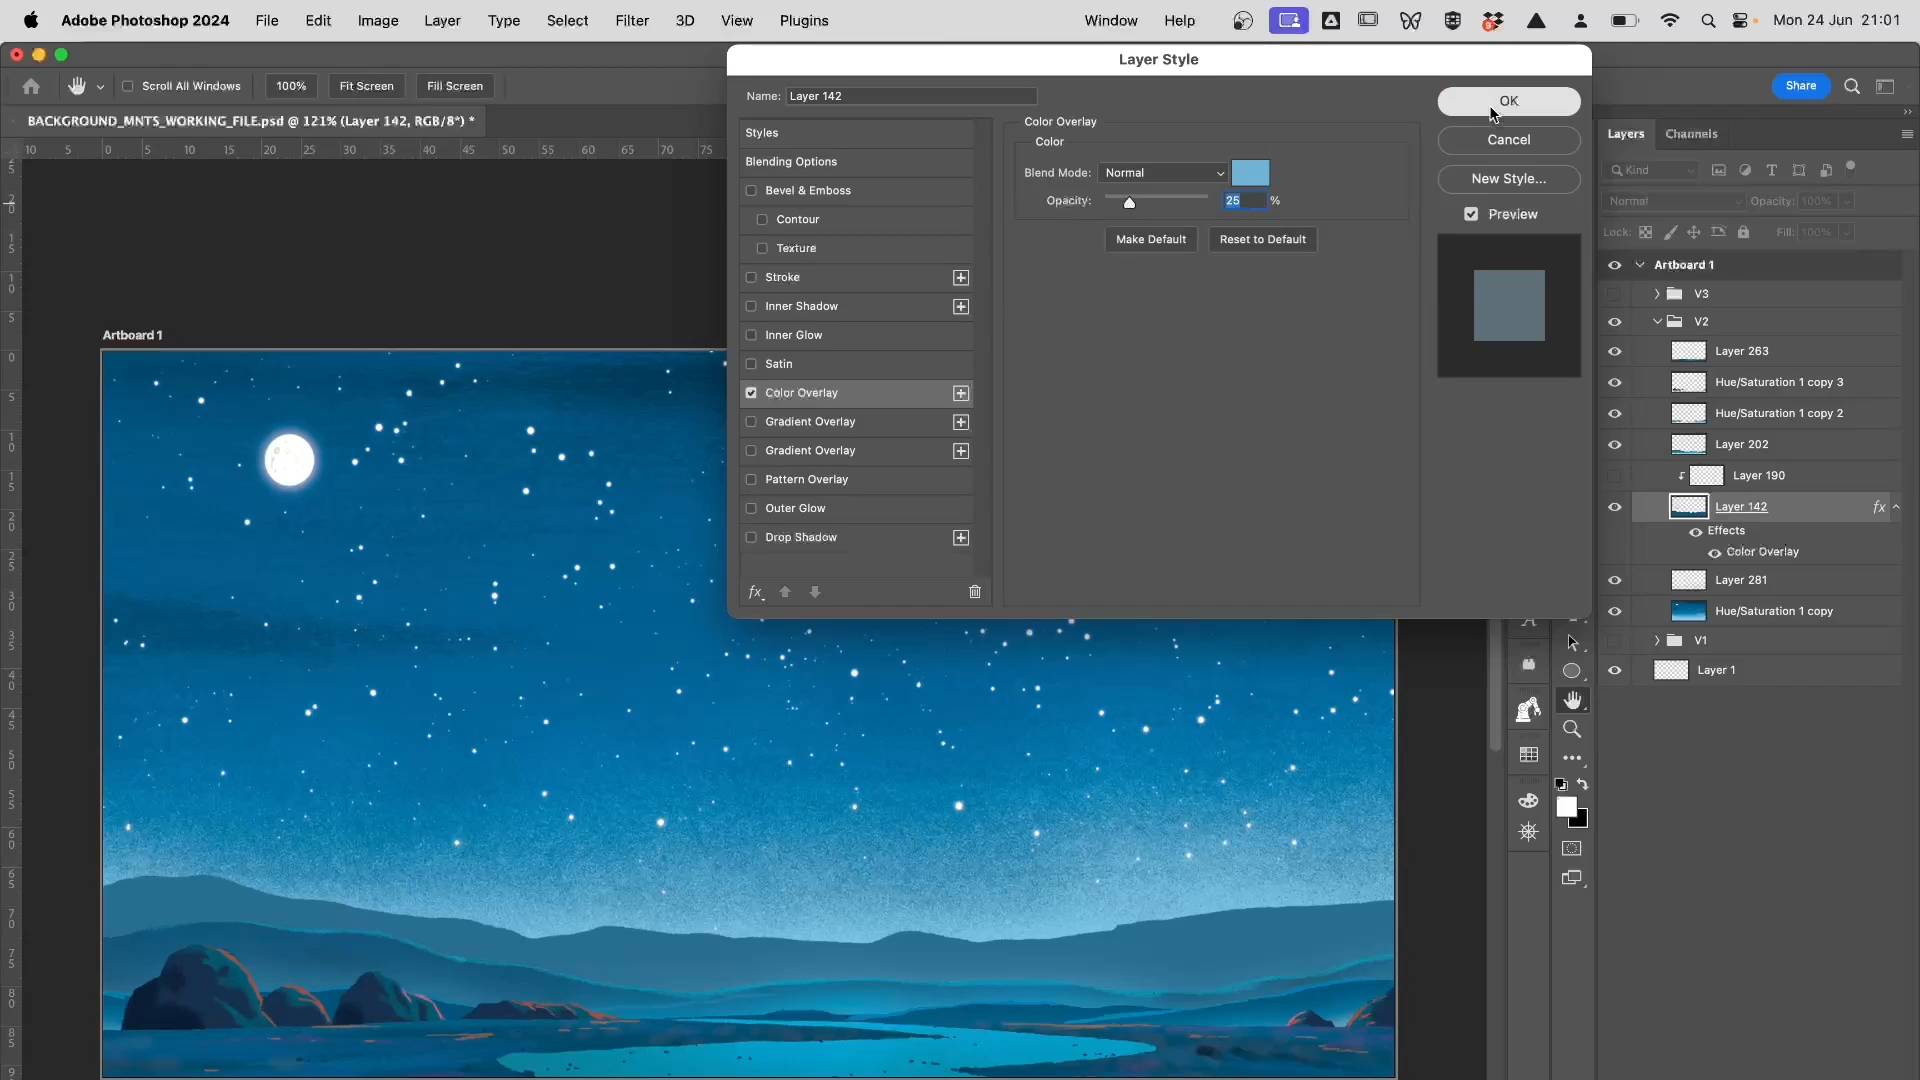 Adobe Photoshop 2024 File Edit Image Layer Type Select Filter 3D View Plugins Window Help Mon 24 Jun 21:01
Scroll All Windows 100% Fit Screen Fill Screen Share
BACKGROUND_MNTS_WORKING_FILE.psd @ 121% (Layer 142, RGB/8*) *
10 5 0 5 10 15 20 25 30 35 40 45 50 55 60 65 70 75
Artboard 1
Layer Style
Name: Layer 142
Styles
Blending Options
Bevel & Emboss
Contour
Texture
Stroke
Inner Shadow
Inner Glow
Satin
Color Overlay
Gradient Overlay
Gradient Overlay
Pattern Overlay
Outer Glow
Drop Shadow
fx
Color Overlay
Color
Blend Mode: Normal
Opacity: 25 %
Make Default Reset to Default
OK
Cancel
New Style...
Preview
Layers Channels
Kind
Normal Opacity: 100%
Lock: Fill: 100%
Artboard 1
V3
V2
Layer 263
Hue/Saturation 1 copy 3
Hue/Saturation 1 copy 2
Layer 202
Layer 190
Layer 142 fx
Effects
Color Overlay
Layer 281
Hue/Saturation 1 copy
V1
Layer 1